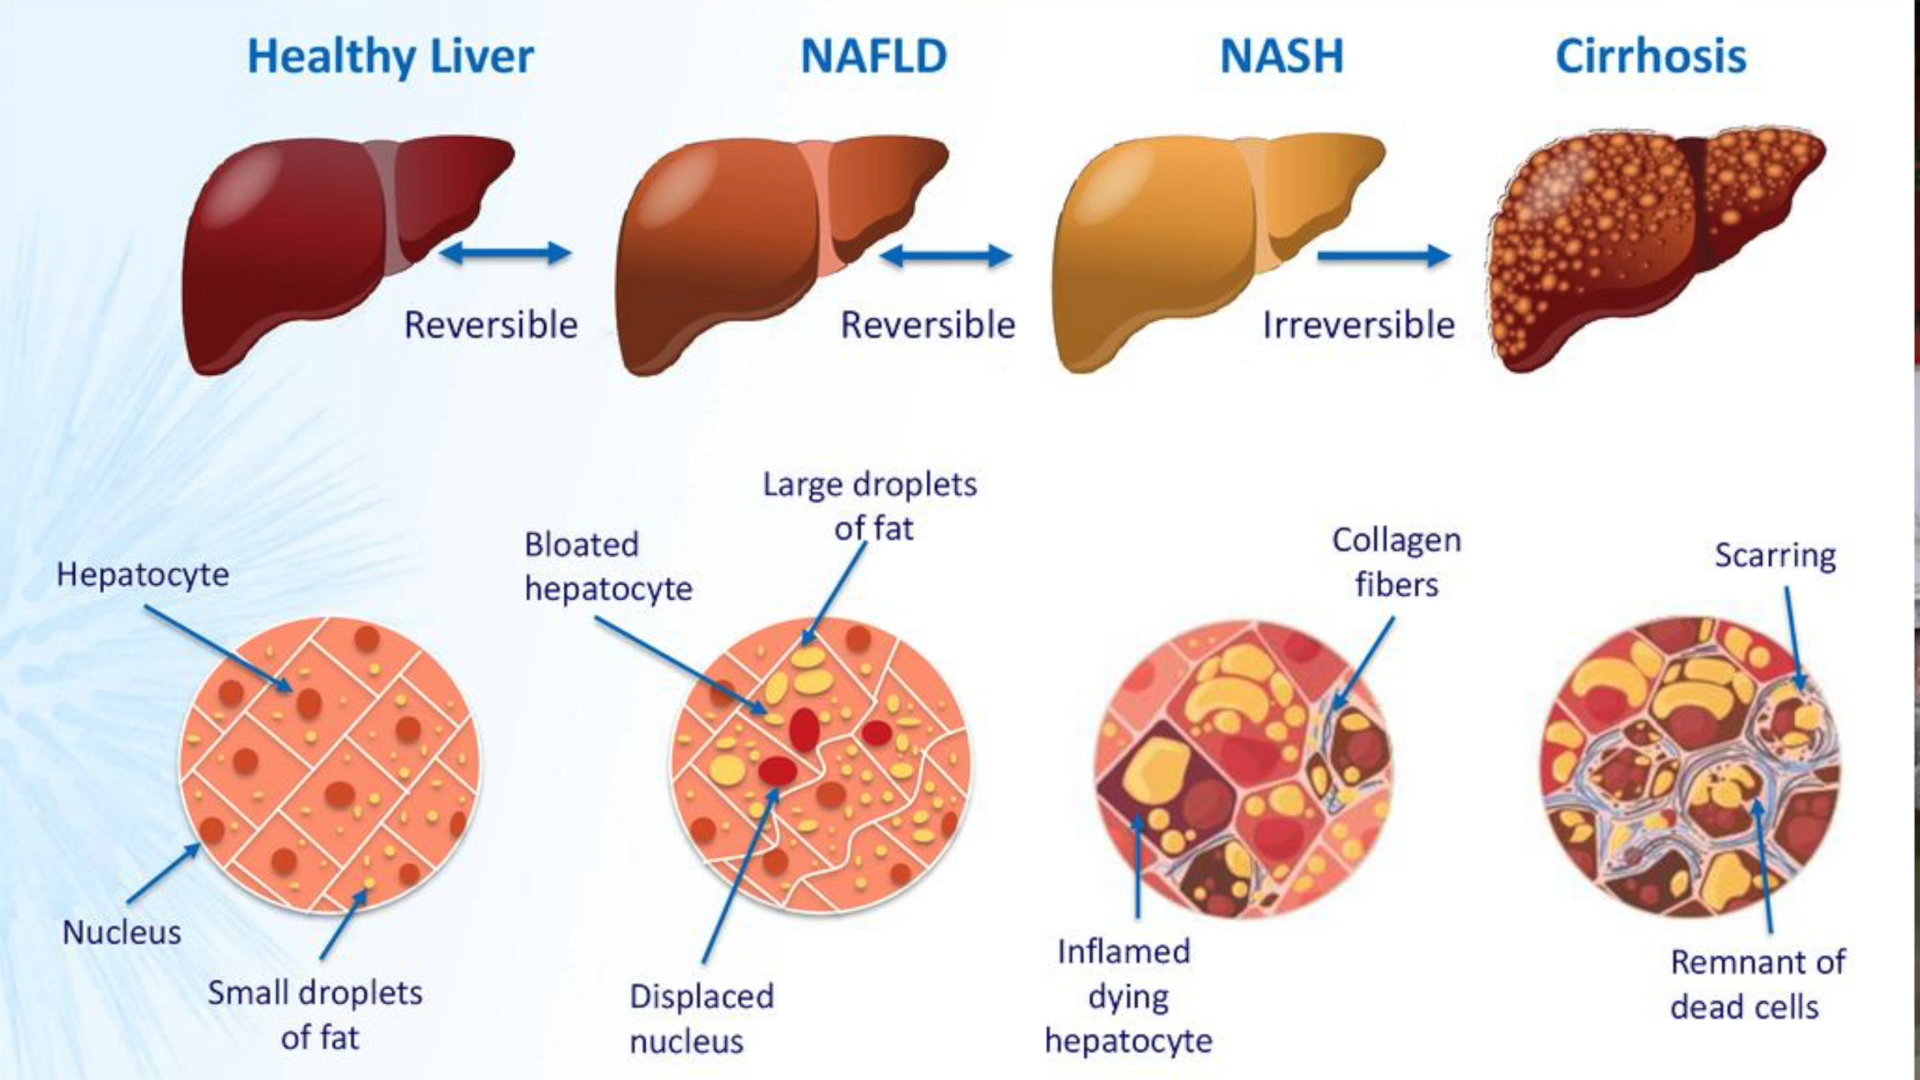 Healthy Liver
NAFLD
NASH
Cirrhosis
Reversible
Reversible
Irreversible
Large droplets
of fat
Bloated
hepatocyte
Collagen
fibers
Scarring
Hepatocyte
Nucleus
Small droplets
of fat
Displaced
nucleus
Inflamed
dying
hepatocyte
Remnant of
dead cells